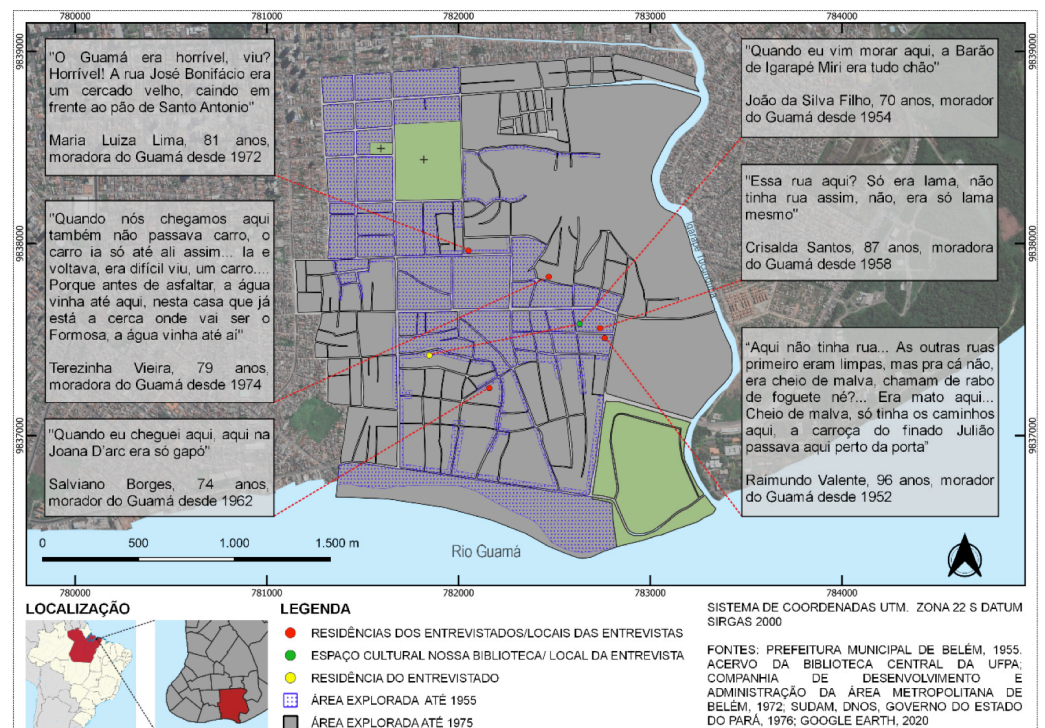 780000
781000
782000
783000
784000
9839000
9838000
9837000
9839000
9838000
9837000
"O Guamá era horrível, viu?
Horrível! A rua José Bonifácio era
um cercado velho, caindo em
frente ao pão de Santo Antonio"
Maria Luiza Lima, 81 anos,
moradora do Guamá desde 1972
"Quando nós chegamos aqui
também não passava carro, o
carro ia só até ali assim... Ia e
voltava, era difícil viu, um carro....
Porque antes de asfaltar, a água
vinha até aqui, nesta casa que já
está a cerca onde vai ser o
Formosa, a água vinha até aí"
Terezinha Vieira, 79 anos,
moradora do Guamá desde 1974
"Quando eu cheguei aqui, aqui na
Joana D'arc era só gapó"
Salviano Borges, 74 anos,
morador do Guamá desde 1962
"Quando eu vim morar aqui, a Barão
de Igarapé Miri era tudo chão"
João da Silva Filho, 70 anos, morador
do Guamá desde 1954
"Essa rua aqui? Só era lama, não
tinha rua assim, não, era só lama
mesmo"
Crisalda Santos, 87 anos, moradora
do Guamá desde 1958
"Aqui não tinha rua... As outras ruas
primeiro eram limpas, mas pra cá não,
era cheio de malva, chamam de rabo
de foguete né?... Era mato aqui...
Cheio de malva, só tinha os caminhos
aqui, a carroça do finado Julião
passava aqui perto da porta"
Raimundo Valente, 96 anos, morador
do Guamá desde 1952
Igarapé
Rio Guamá
0 500 1.000 1.500 m
780000
781000
782000
783000
784000
LOCALIZAÇÃO
LEGENDA
RESIDÊNCIAS DOS ENTREVISTADOS/LOCAIS DAS ENTREVISTAS
ESPAÇO CULTURAL NOSSA BIBLIOTECA/ LOCAL DA ENTREVISTA
RESIDÊNCIA DO ENTREVISTADO
ÁREA EXPLORADA ATÉ 1955
ÁREA EXPLORADA ATÉ 1975
SISTEMA DE COORDENADAS UTM. ZONA 22 S DATUM
SIRGAS 2000
FONTES: PREFEITURA MUNICIPAL DE BELÉM, 1955.
ACERVO DA BIBLIOTECA CENTRAL DA UFPA;
COMPANHIA DE DESENVOLVIMENTO E
ADMINISTRAÇÃO DA ÁREA METROPOLITANA DE
BELÉM, 1972; SUDAM, DNOS, GOVERNO DO ESTADO
DO PARÁ, 1976; GOOGLE EARTH, 2020